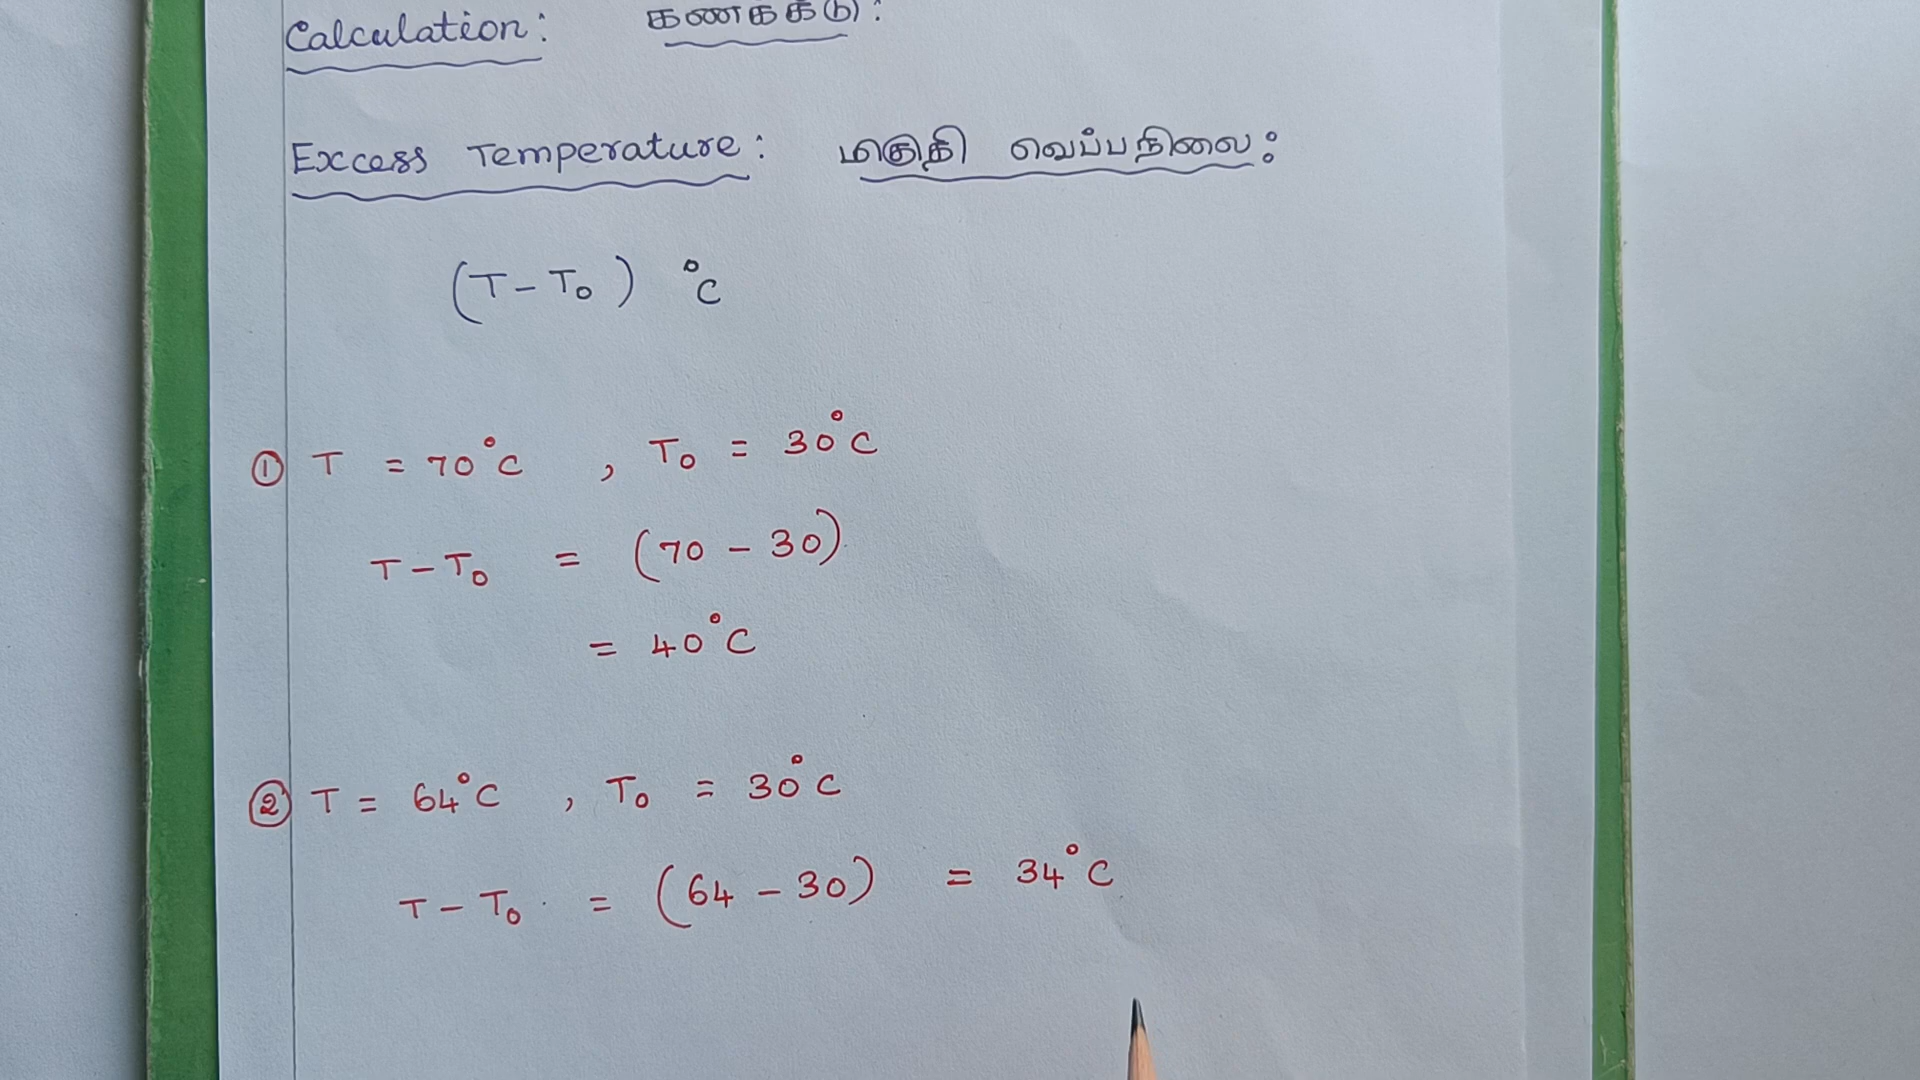 Calculation: கணக்கீடு:
Excess Temperature: மிகுதி வெப்பநிலை:
(T - T₀) °C
① T = 70°C , T₀ = 30°C
T - T₀ = (70 - 30)
= 40°C
② T = 64°C , T₀ = 30°C
T - T₀ = (64 - 30) = 34°C